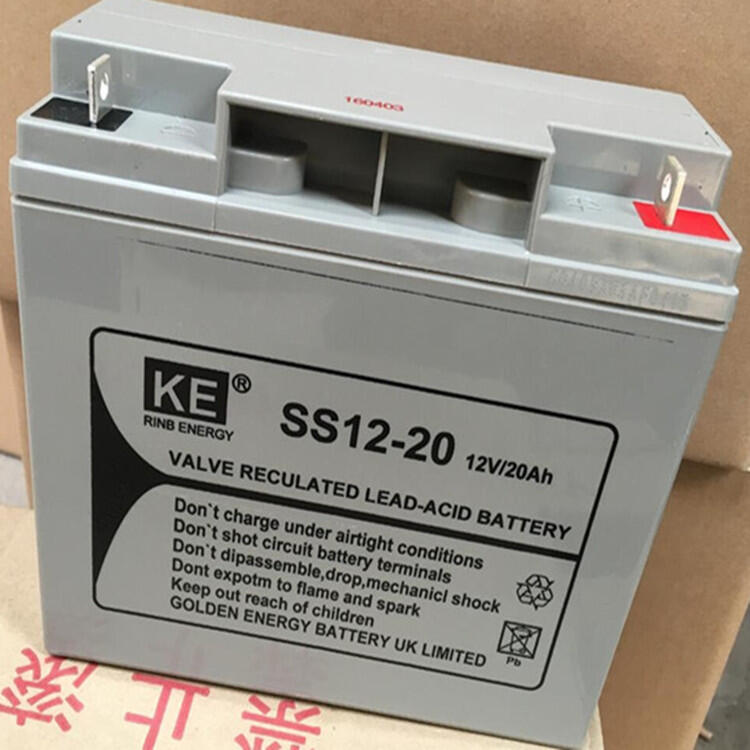 160403
KE®
RINB ENERGY
SS12-20 12V/20Ah
VALVE RECULATED LEAD-ACID BATTERY
Don`t charge under airtight conditions
Don`t shot circuit battery terminals
Don`t dipassemble,drop,mechanicl shock
Dont expotm to flame and spark
Keep out reach of children
GOLDEN ENERGY BATTERY UK LIMITED
Pb
止